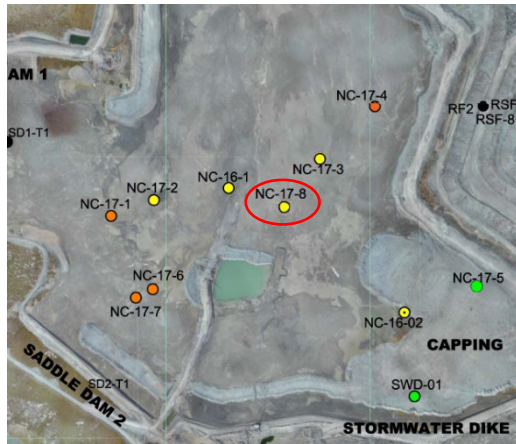 NC-17-4
AM 1
RF2
RSF
RSF-8
SD1-T1
NC-17-3
NC-16-1
NC-17-2
NC-17-8
NC-17-1
NC-17-6
NC-17-5
NC-17-7
NC-16-02
CAPPING
SADDLE DAM 2
SD2-T1
SWD-01
STORMWATER DIKE